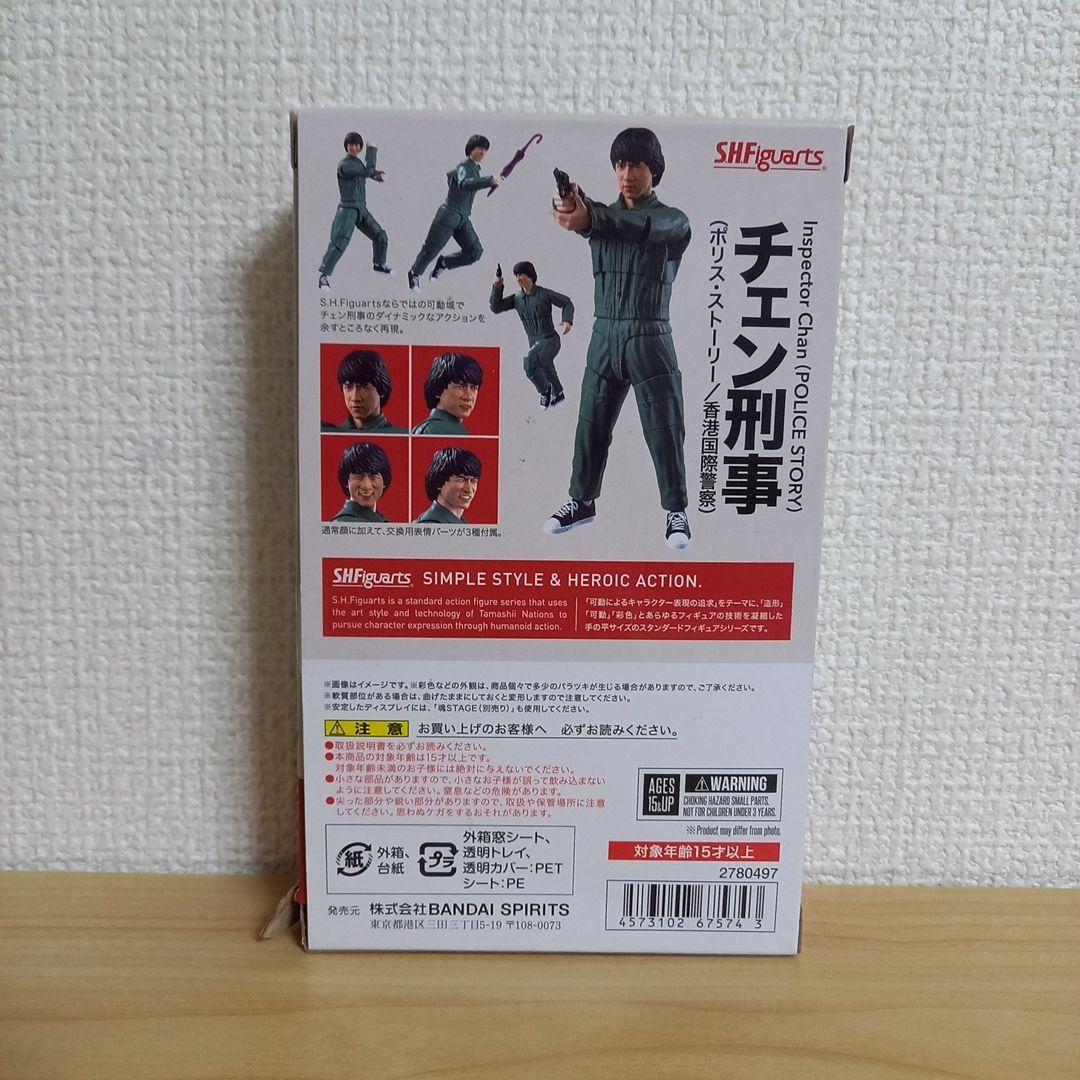 S.H.Figuarts
Inspector Chan (POLICE STORY)
チェン刑事
(ポリス・ストーリー/香港国際警察)
S.H.Figuartsならではの可動域で
チェン刑事のダイナミックなアクションを
余すところなく再現。
通常顔に加えて、交換用表情パーツが3種付属。
S.H.Figuarts SIMPLE STYLE & HEROIC ACTION.
S.H.Figuarts is a standard action figure series that uses
the art style and technology of Tamashii Nations to
pursue character expression through humanoid action.
「可動によるキャラクター表現の追求」をテーマに、「造形」
「可動」「彩色」とあらゆるフィギュアの技術を凝縮した
手の平サイズのスタンダードフィギュアシリーズです。
※画像はイメージです。※彩色などの外観は、商品個々で多少のバラツキが生じる場合がありますので、ご了承ください。
※軟質部位がある場合は、曲げたままにしておくと変形しますので注意してください。
※安定したディスプレイには、「魂STAGE(別売り)」も使用してください。
注意 お買い上げのお客様へ 必ずお読みください。
●取扱説明書を必ずお読みください。
●本商品の対象年齢は15才以上です。
対象年齢未満のお子様には絶対に与えないでください。
●小さな部品がありますので、小さなお子様が誤って飲み込まない
ように注意してください。窒息などの危険があります。
●尖った部分や鋭い部分がありますので、取扱や保管場所に注意
してください。思わぬケガをするおそれがあります。
AGES
15&UP
WARNING
CHOKING HAZARD SMALL PARTS.
NOT FOR CHILDREN UNDER 3 YEARS.
※Product may differ from photo.
対象年齢15才以上
2780497
紙
外箱、
台紙
プラ
外箱窓シート、
透明トレイ、
透明カバー:PET
シート:PE
4573102 675743
発売元 株式会社BANDAI SPIRITS
東京都港区三田三丁目5-19 〒108-0073